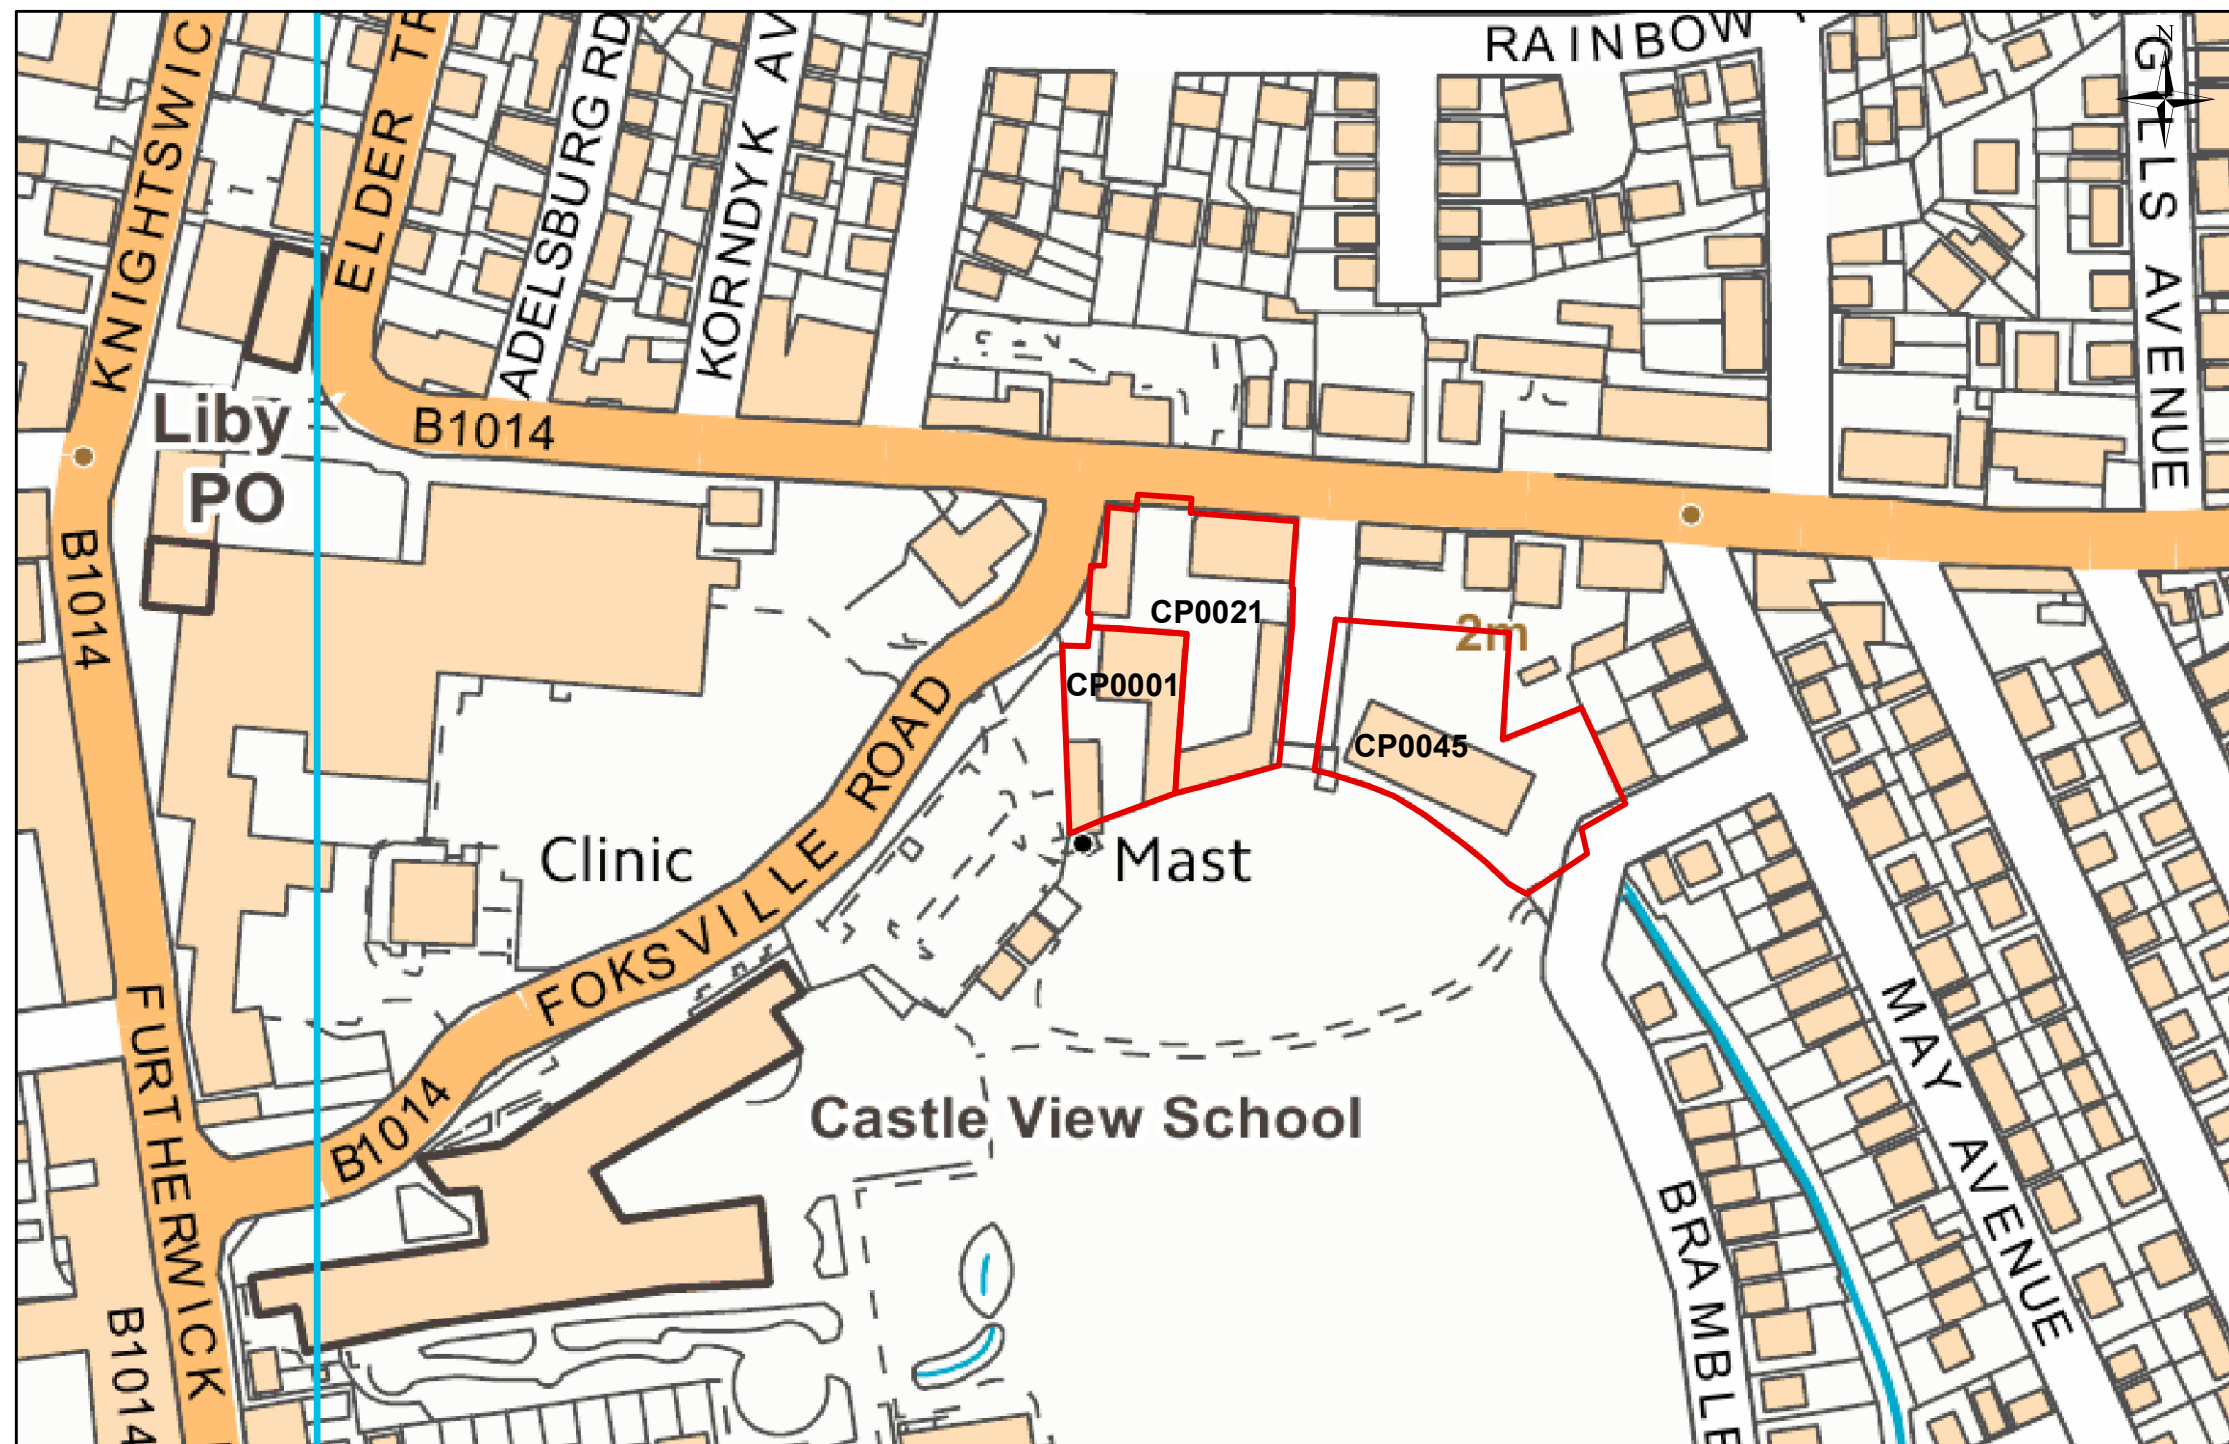 RAINBOW
N
KNIGHTSWIC
ELDER TR
ADELSBURG RD
KORNDYK AV
GILLS AVENUE
Liby
PO
B1014
B1014
CP0021
2m
CP0001
CP0045
FOKSVILLE ROAD
Clinic
Mast
MAY AVENUE
FURTHERWICK
B1014
Castle View School
BRAMBLE
B1014